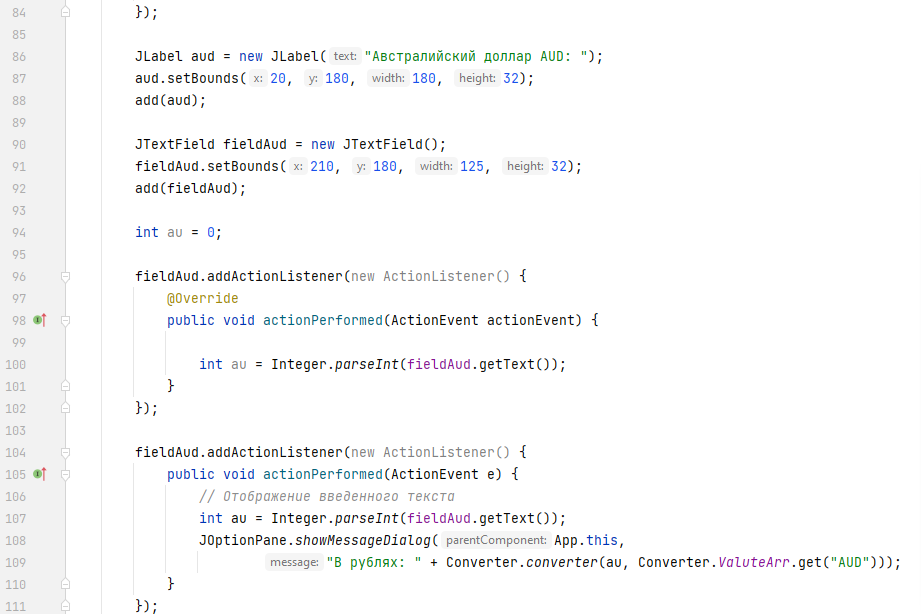 84 });
85
86 JLabel aud = new JLabel( text: "Австралийский доллар AUD: ");
87 aud.setBounds( x: 20, y: 180, width: 180, height: 32);
88 add(aud);
89
90 JTextField fieldAud = new JTextField();
91 fieldAud.setBounds( x: 210, y: 180, width: 125, height: 32);
92 add(fieldAud);
93
94 int au = 0;
95
96 fieldAud.addActionListener(new ActionListener() {
97 @Override
98 public void actionPerformed(ActionEvent actionEvent) {
99
100 int au = Integer.parseInt(fieldAud.getText());
101 }
102 });
103
104 fieldAud.addActionListener(new ActionListener() {
105 public void actionPerformed(ActionEvent e) {
106 // Отображение введенного текста
107 int au = Integer.parseInt(fieldAud.getText());
108 JOptionPane.showMessageDialog( parentComponent: App.this,
109 message: "В рублях: " + Converter.converter(au, Converter.ValuteArr.get("AUD")));
110 }
111 });